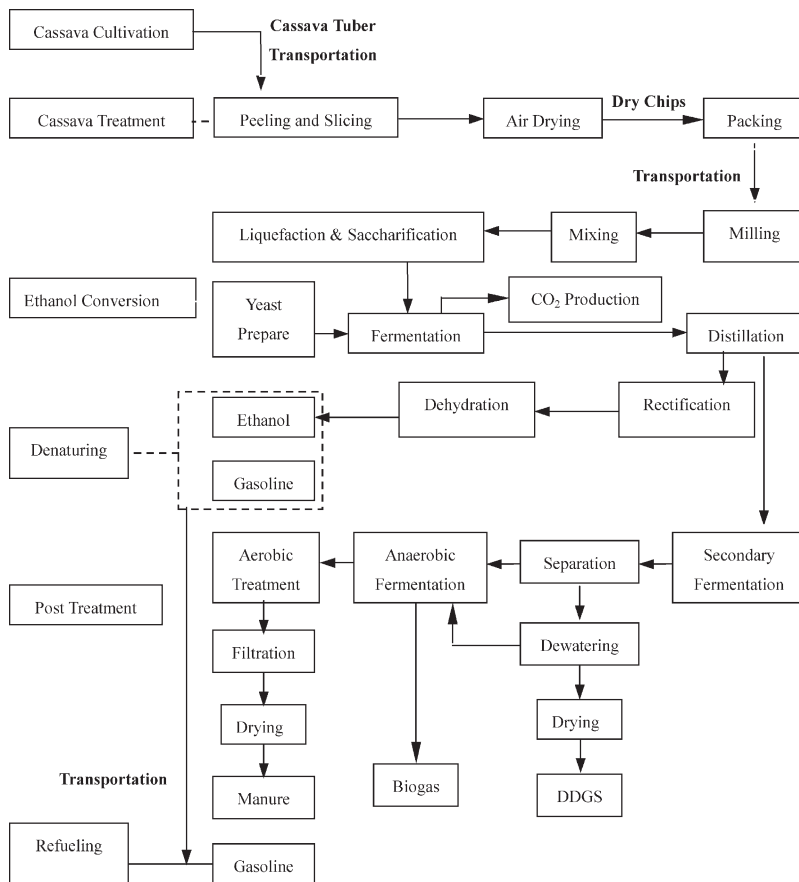 Cassava Cultivation
Cassava Tuber
Transportation
Cassava Treatment
Peeling and Slicing
Air Drying
Dry Chips
Packing
Transportation
Liquefaction & Saccharification
Mixing
Milling
Ethanol Conversion
Yeast
Prepare
Fermentation
CO2 Production
Distillation
Ethanol
Dehydration
Rectification
Denaturing
Gasoline
Aerobic
Treatment
Anaerobic
Fermentation
Separation
Secondary
Fermentation
Post Treatment
Filtration
Dewatering
Drying
Drying
Transportation
Manure
Biogas
DDGS
Refueling
Gasoline